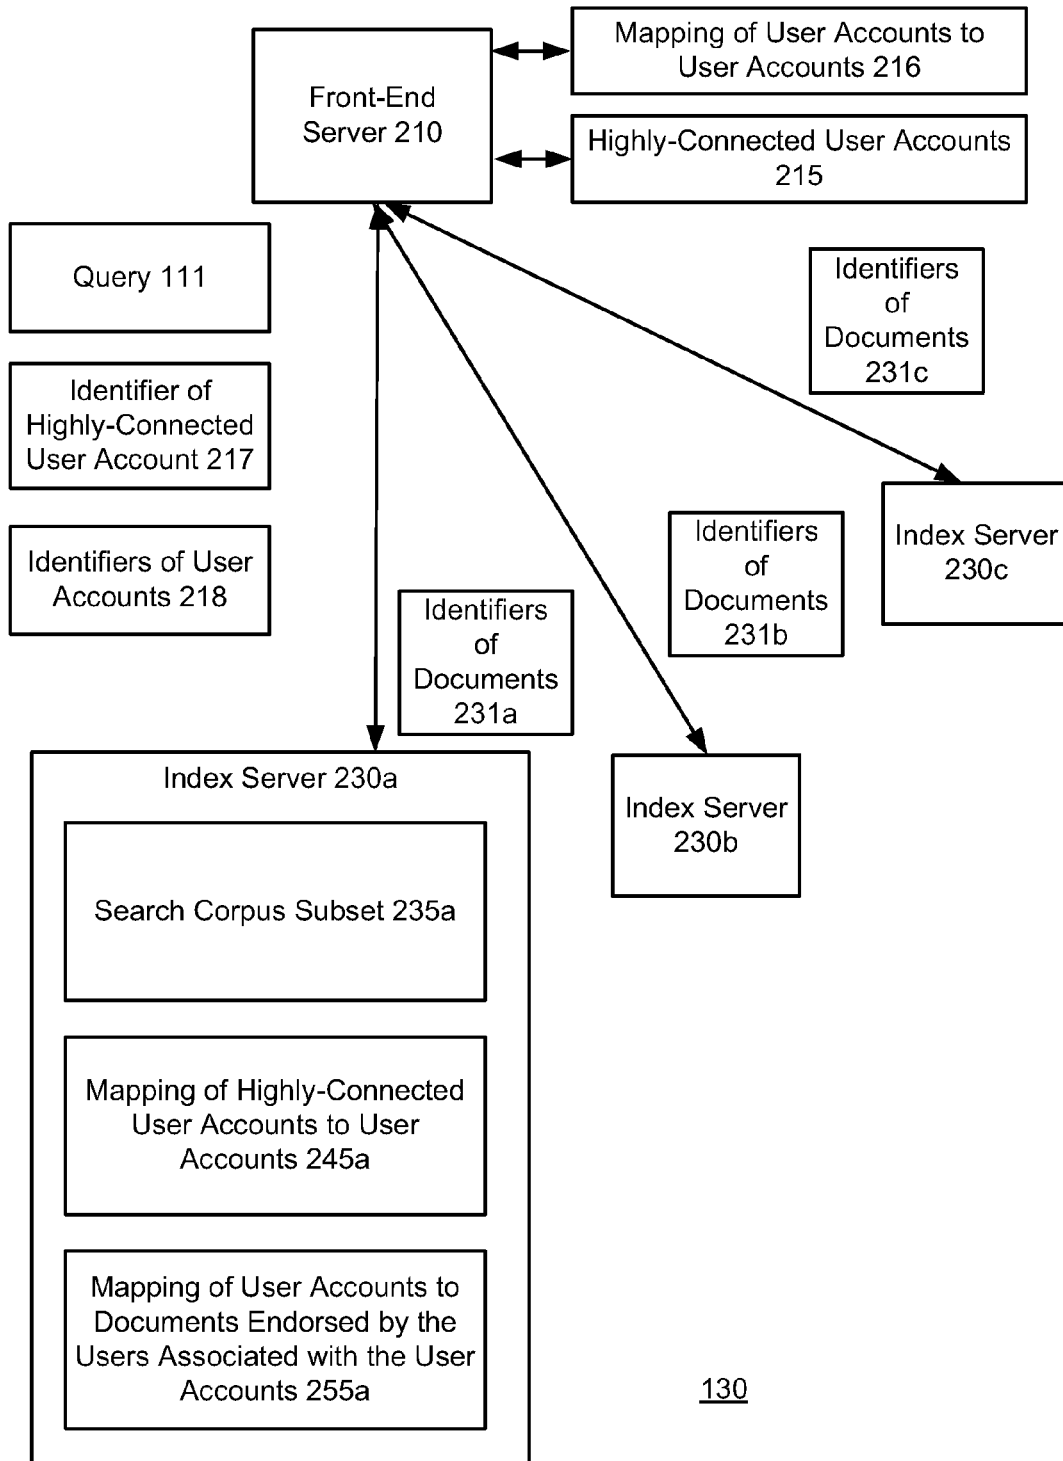 Mapping of User Accounts to
User Accounts 216
Front-End
Server 210
Highly-Connected User Accounts
215
Query 111
Identifiers
of
Documents
231c
Identifier of
Highly-Connected
User Account 217
Identifiers
of
Documents
231b
Index Server
230c
Identifiers of User
Accounts 218
Identifiers
of
Documents
231a
Index Server 230a
Index Server
230b
Search Corpus Subset 235a
Mapping of Highly-Connected
User Accounts to User
Accounts 245a
Mapping of User Accounts to
Documents Endorsed by the
Users Associated with the User
Accounts 255a
130